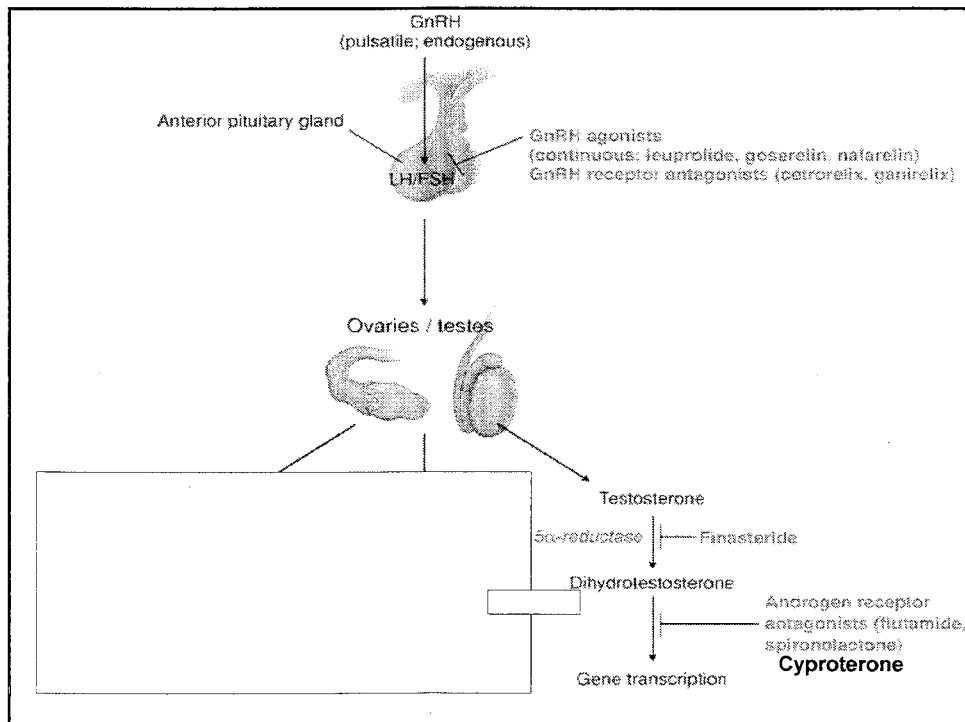 GnRH
(pulsatile; endogenous)
Anterior pituitary gland
GnRH agonists
(continuous: leuprolide, goserelin, nafarelin)
LH/FSH
GnRH receptor antagonists (cetrorelix, ganirelix)
Ovaries / testes
Testosterone
5α-reductase
Finasteride
Dihydrotestosterone
Androgen receptor
antagonists (flutamide,
spironolactone)
Cyproterone
Gene transcription